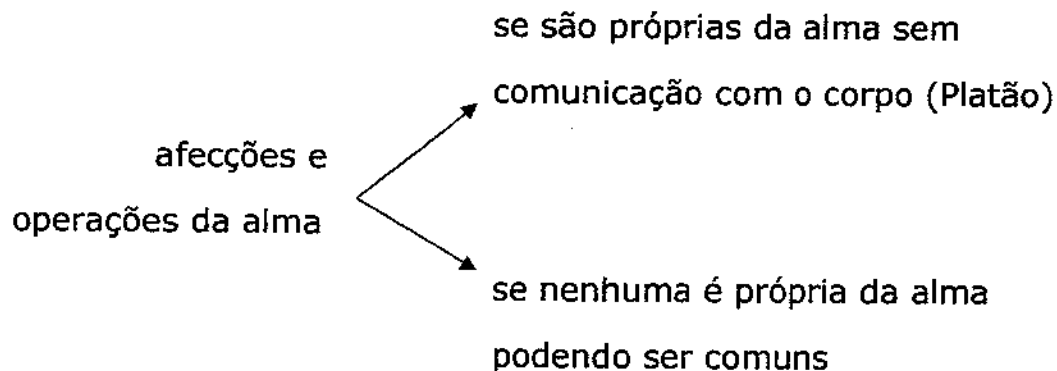 se são próprias da alma sem
comunicação com o corpo (Platão)
afecções e
operações da alma
se nenhuma é própria da alma
podendo ser comuns